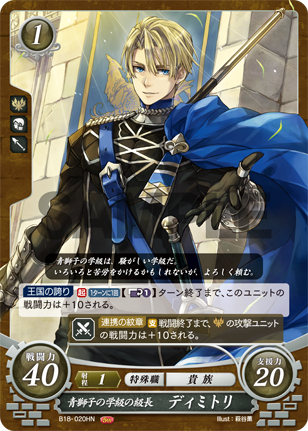 1
青獅子の学級は、騒がしい学級だ。
いろいろと苦労をかけるかもしれないが、よろしく頼む。
王国の誇り 起 1ターンに1回 【1】ターン終了まで、このユニット
の戦闘力は+10される。
連携の紋章 支 戦闘終了まで、の攻撃ユニット
の戦闘力は+10される。
戦闘力
40
射程 1 特殊職 貴族
支援力
20
青獅子の学級の級長 ディミトリ
B18-020HN
Illust:萩谷薫